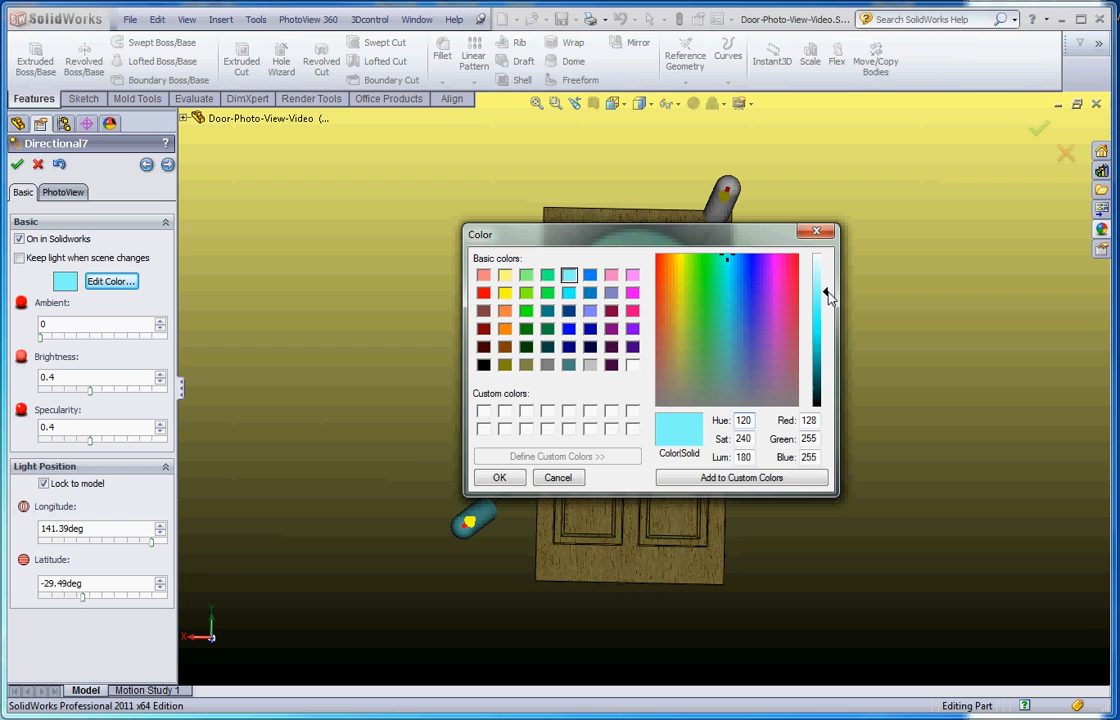 SolidWorks File Edit View Insert Tools PhotoView 360 3Dcontrol Window Help Door-Photo-View-Video.S... Search SolidWorks Help
Extruded Boss/Base
Revolved Boss/Base
Swept Boss/Base
Lofted Boss/Base
Boundary Boss/Base
Extruded Cut
Hole Wizard
Revolved Cut
Swept Cut
Lofted Cut
Boundary Cut
Fillet
Linear Pattern
Rib
Draft
Shell
Wrap
Dome
Freeform
Mirror
Reference Geometry
Curves
Instant3D
Scale
Flex
Move/Copy Bodies
Features Sketch Mold Tools Evaluate DimXpert Render Tools Office Products Align
Door-Photo-View-Video (...
Directional7 ?
Basic PhotoView
Basic
On in Solidworks
Keep light when scene changes
Edit Color...
Ambient:
0
Brightness:
0.4
Specularity:
0.4
Light Position
Lock to model
Longitude:
141.39deg
Latitude:
-29.49deg
Color
Basic colors:
Custom colors:
Define Custom Colors >>
OK Cancel
Color|Solid
Hue: 120 Red: 128
Sat: 240 Green: 255
Lum: 180 Blue: 255
Add to Custom Colors
Y
X
Model Motion Study 1
SolidWorks Professional 2011 x64 Edition Editing Part